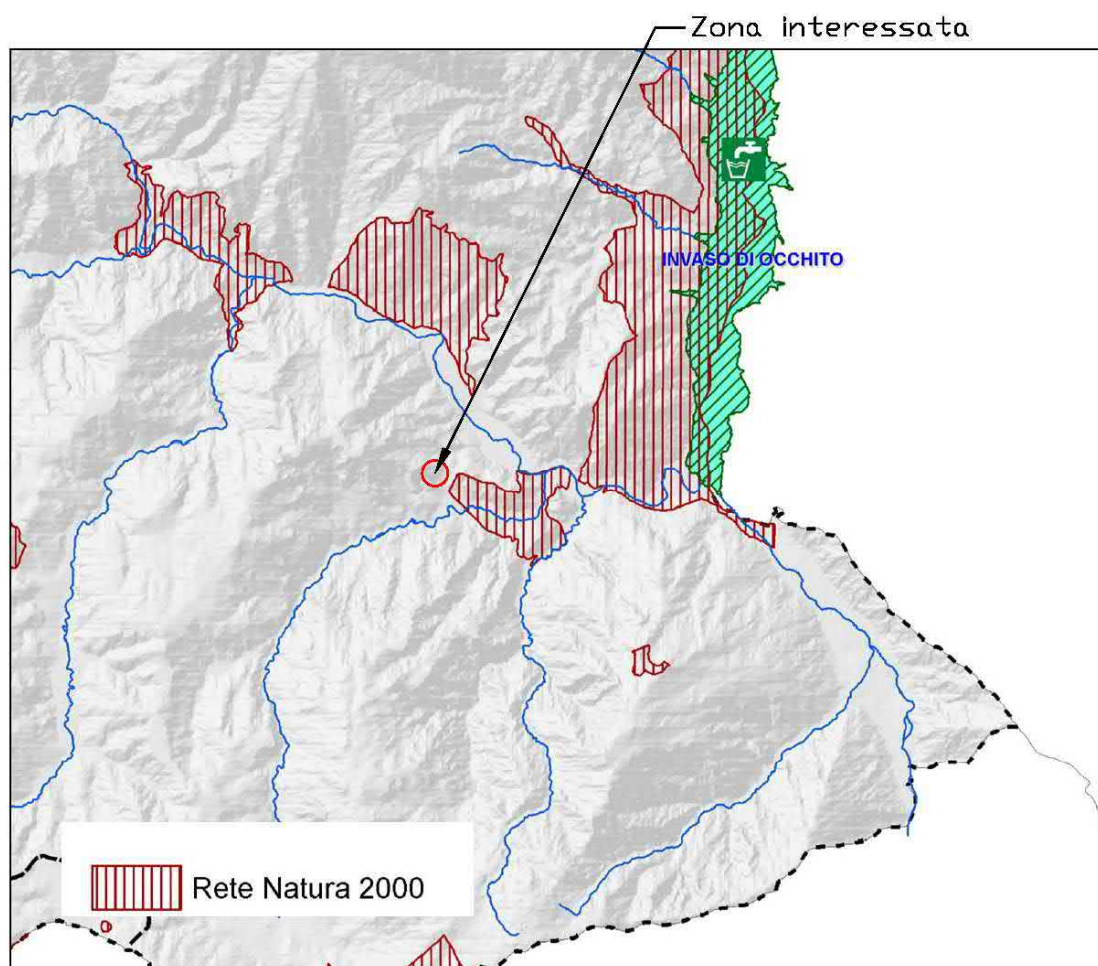 Zona interessata
INVASO DI OCCHITO
Rete Natura 2000